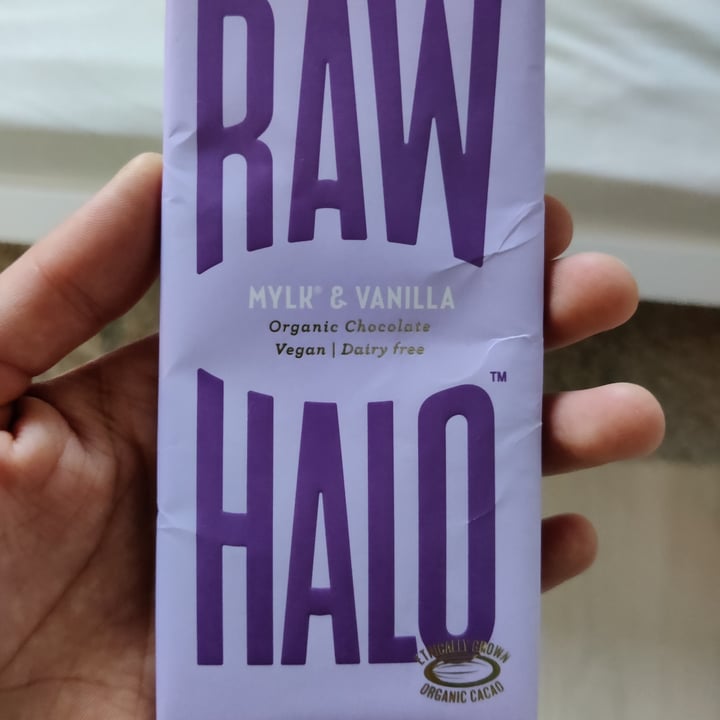 RAW
MYLK® & VANILLA
Organic Chocolate
Vegan | Dairy free
HALO™
ETHICALLY GROWN
ORGANIC CACAO